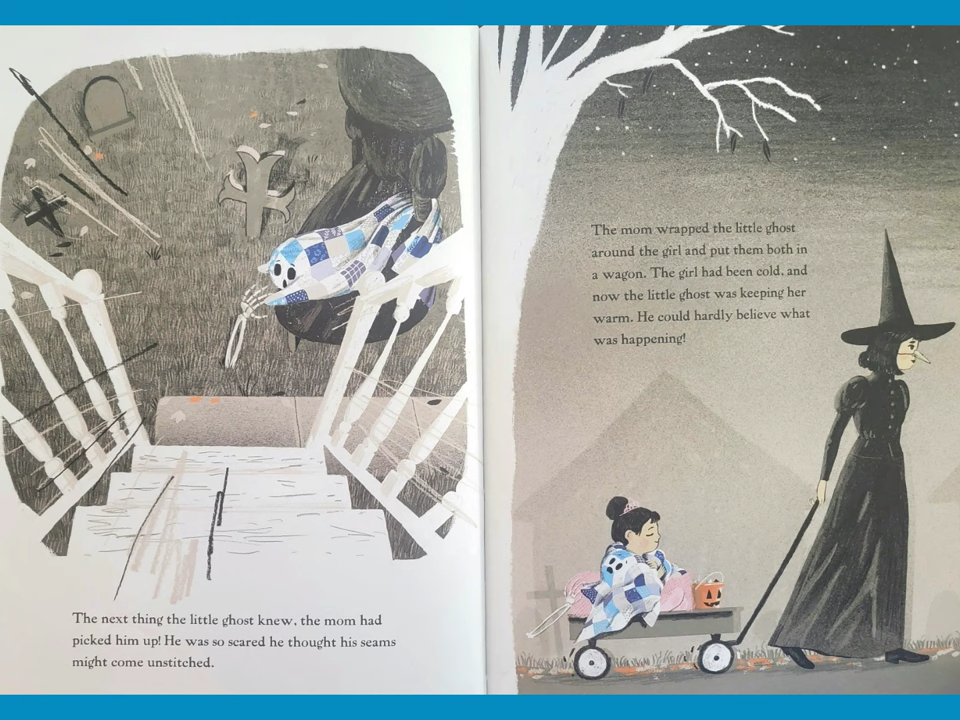 The next thing the little ghost knew, the mom had
picked him up! He was so scared he thought his seams
might come unstitched.
The mom wrapped the little ghost
around the girl and put them both in
a wagon. The girl had been cold, and
now the little ghost was keeping her
warm. He could hardly believe what
was happening!